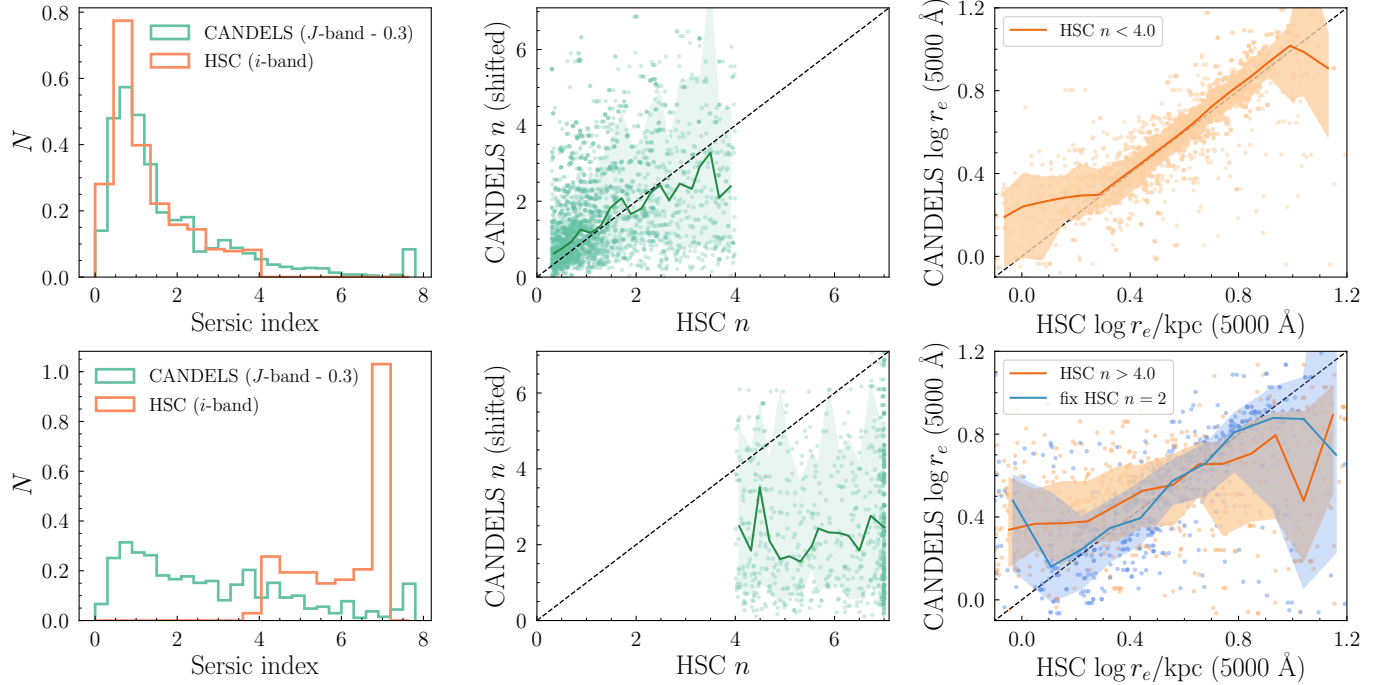 0.8
0.6
0.4
0.2
0.0
N
CANDELS (J-band - 0.3)
HSC (i-band)
0
2
4
6
8
Sersic index
6
4
2
0
CANDELS n (shifted)
0
2
4
6
HSC n
1.2
0.8
0.4
0.0
CANDELS log rₑ (5000 Å)
HSC n < 4.0
0.0
0.4
0.8
1.2
HSC log rₑ/kpc (5000 Å)
1.0
0.8
0.6
0.4
0.2
0.0
N
CANDELS (J-band - 0.3)
HSC (i-band)
0
2
4
6
8
Sersic index
6
4
2
0
CANDELS n (shifted)
0
2
4
6
HSC n
1.2
0.8
0.4
0.0
CANDELS log rₑ (5000 Å)
HSC n > 4.0
fix HSC n = 2
0.0
0.4
0.8
1.2
HSC log rₑ/kpc (5000 Å)